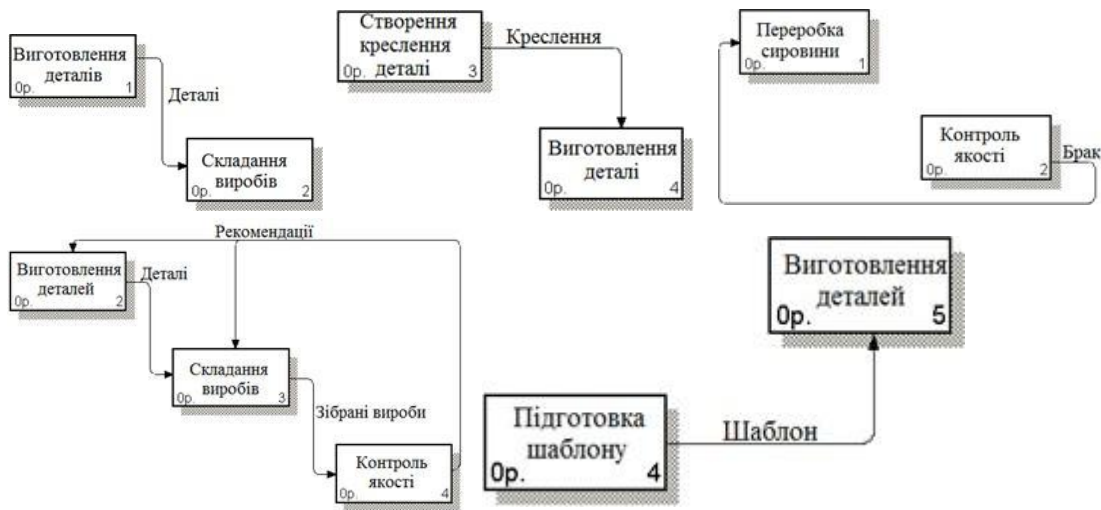 Виготовлення
деталів
0р. 1
Деталі
Складання
виробів
0р. 2
Створення
креслення
деталі
0р. 3
Креслення
Виготовлення
деталі
0р. 4
Переробка
сировини
0р. 1
Контроль
якості
0р. 2
Брак
Рекомендації
Виготовлення
деталей
0р. 2
Деталі
Складання
виробів
0р. 3
Зібрані вироби
Контроль
якості
0р. 4
Виготовлення
деталей
0р. 5
Підготовка
шаблону
0р. 4
Шаблон